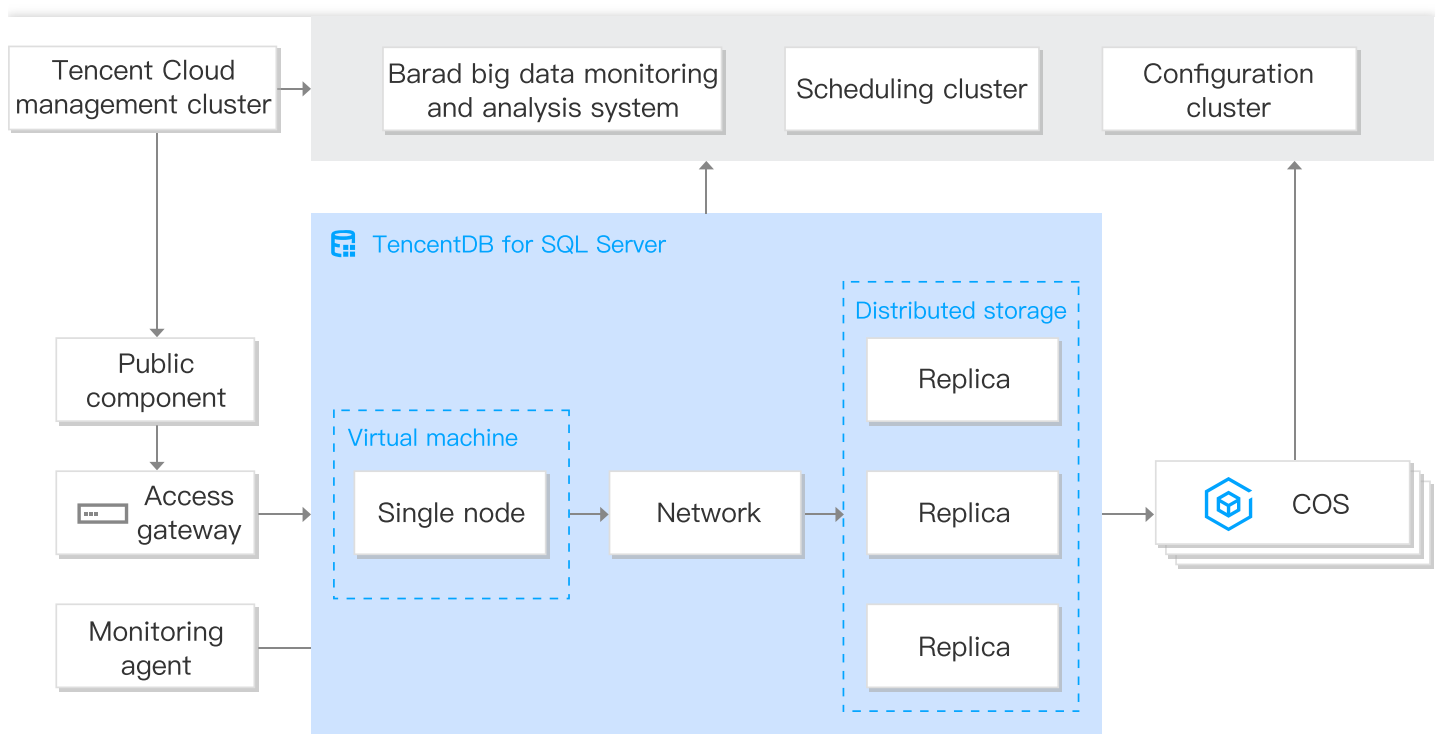 Tencent Cloud
management cluster
Barad big data monitoring
and analysis system
Scheduling cluster
Configuration
cluster
TencentDB for SQL Server
Distributed storage
Replica
Public
component
Virtual machine
Access
gateway
Single node
Network
Replica
COS
Monitoring
agent
Replica